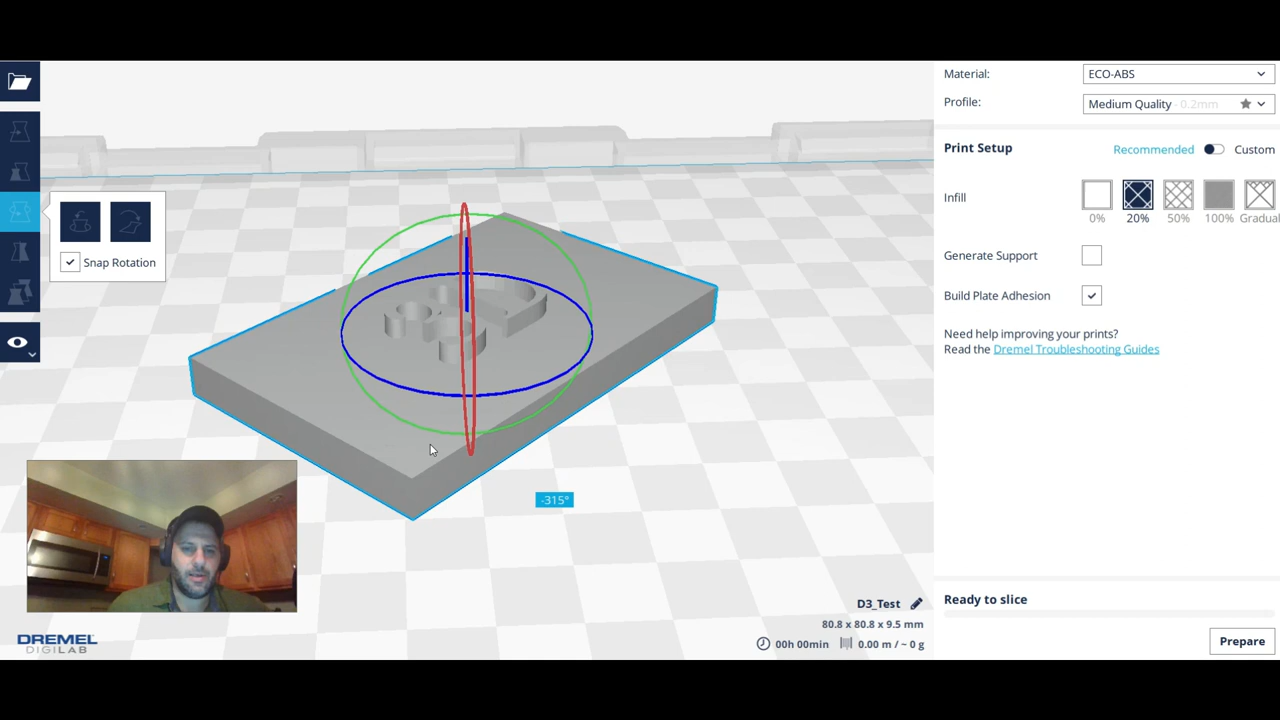 Material:
ECO-ABS
Profile:
Medium Quality - 0.2mm
Print Setup
Recommended
Custom
Infill
0%
20%
50%
100%
Gradual
Snap Rotation
Generate Support
Build Plate Adhesion
Need help improving your prints?
Read the Dremel Troubleshooting Guides
-315°
D3_Test
80.8 x 80.8 x 9.5 mm
00h 00min
0.00 m / ~ 0 g
Ready to slice
Prepare
DREMEL
DIGILAB